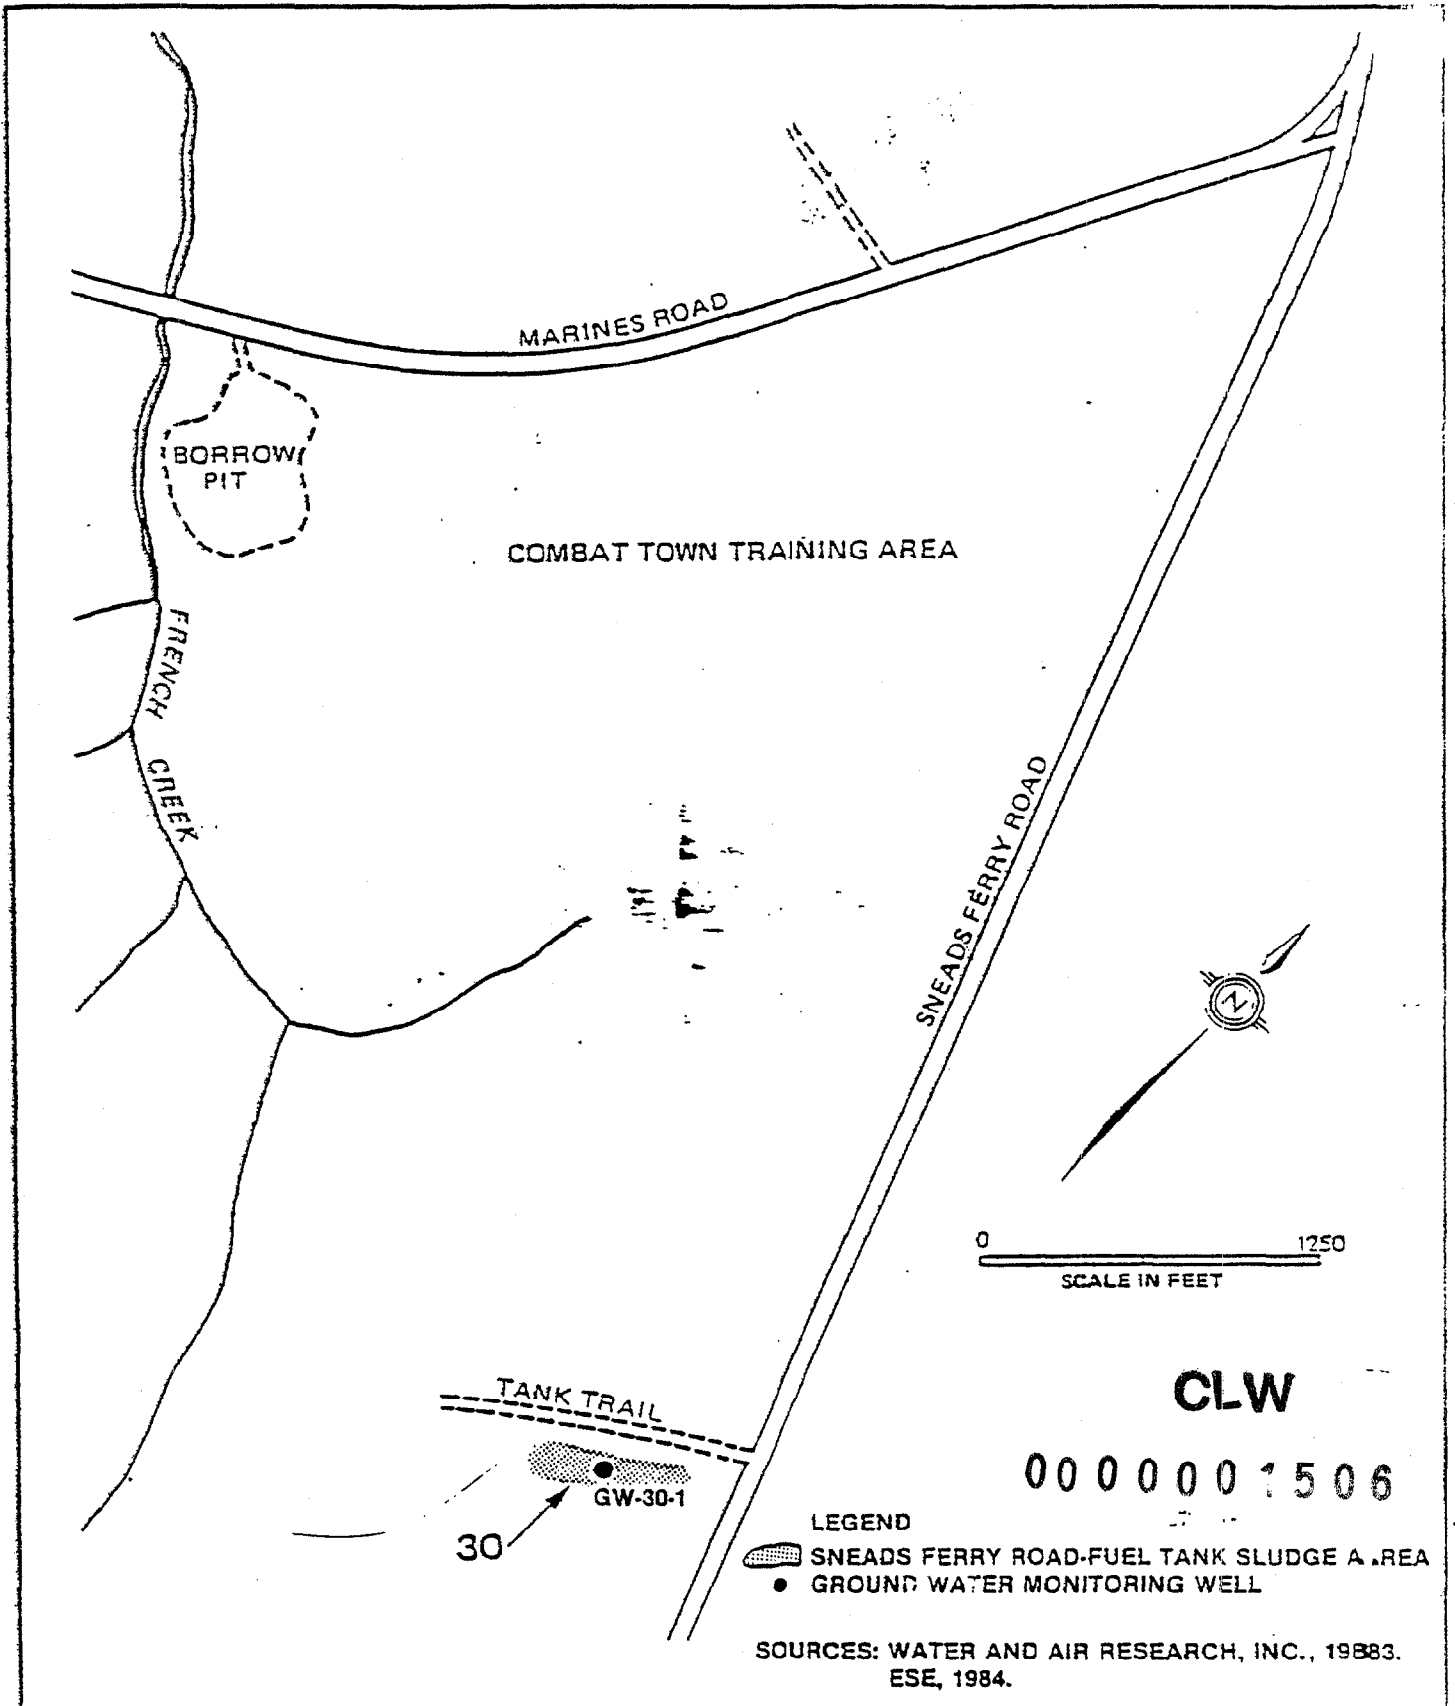 MARINES ROAD
BORROW
PIT
COMBAT TOWN TRAINING AREA
FRENCH
CREEK
SNEADS FERRY ROAD
N
0 1250
SCALE IN FEET
TANK TRAIL
CLW
GW-30-1
0000001506
30
LEGEND
SNEADS FERRY ROAD-FUEL TANK SLUDGE AREA
GROUND WATER MONITORING WELL
SOURCES: WATER AND AIR RESEARCH, INC., 19883.
ESE, 1984.